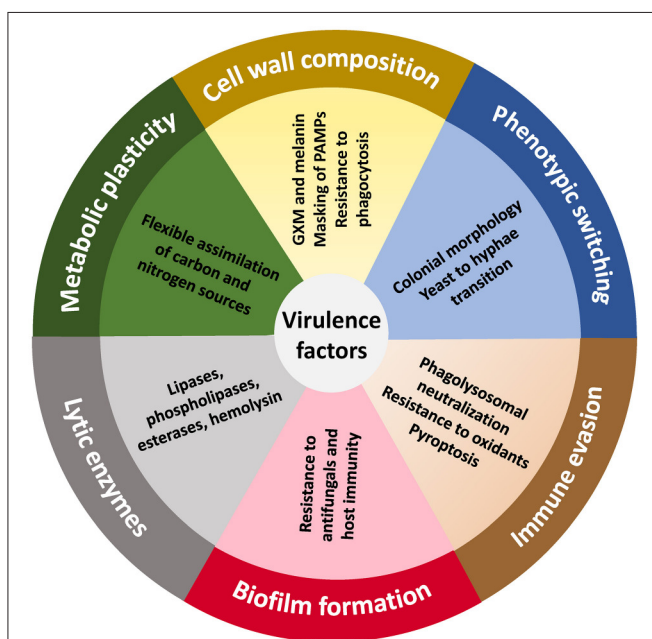 Cell wall composition
GXM and melanin
Masking of PAMPs
Resistance to
phagocytosis
Phenotypic switching
Colonial morphology
Yeast to hyphae
transition
Immune evasion
Phagolysosomal
neutralization
Resistance to oxidants
Pyroptosis
Biofilm formation
Resistance to
antifungals and
host immunity
Lytic enzymes
Lipases,
phospholipases,
esterases, hemolysin
Metabolic plasticity
Flexible assimilation
of carbon and
nitrogen sources
Virulence
factors